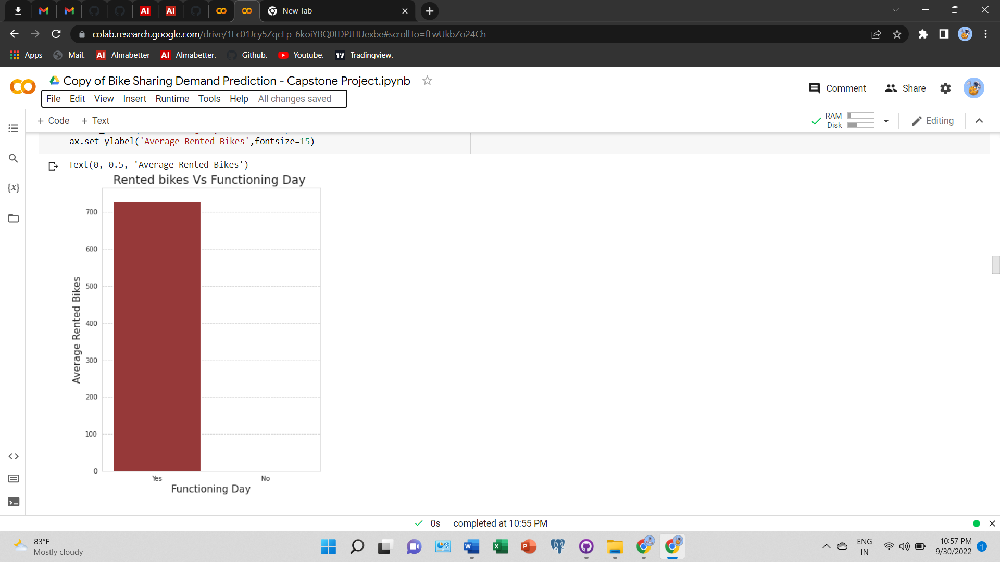 New Tab
colab.research.google.com/drive/1Fc01Jcy5ZqcEp_6koiYBQ0tDPJHUexbe#scrollTo=fLwUkbZo24Ch
Apps Mail. AI Almabetter AI Almabetter. Github. Youtube. Tradingview.
Copy of Bike Sharing Demand Prediction - Capstone Project.ipynb
Comment Share
File Edit View Insert Runtime Tools Help All changes saved
+ Code + Text
RAM
Disk
Editing
ax.set_ylabel('Average Rented Bikes',fontsize=15)
Text(0, 0.5, 'Average Rented Bikes')
{x}
Rented bikes Vs Functioning Day
700
600
500
400
300
200
100
0
Average Rented Bikes
Yes No
Functioning Day
0s completed at 10:55 PM
83°F
Mostly cloudy
ENG
IN
10:57 PM
9/30/2022
1